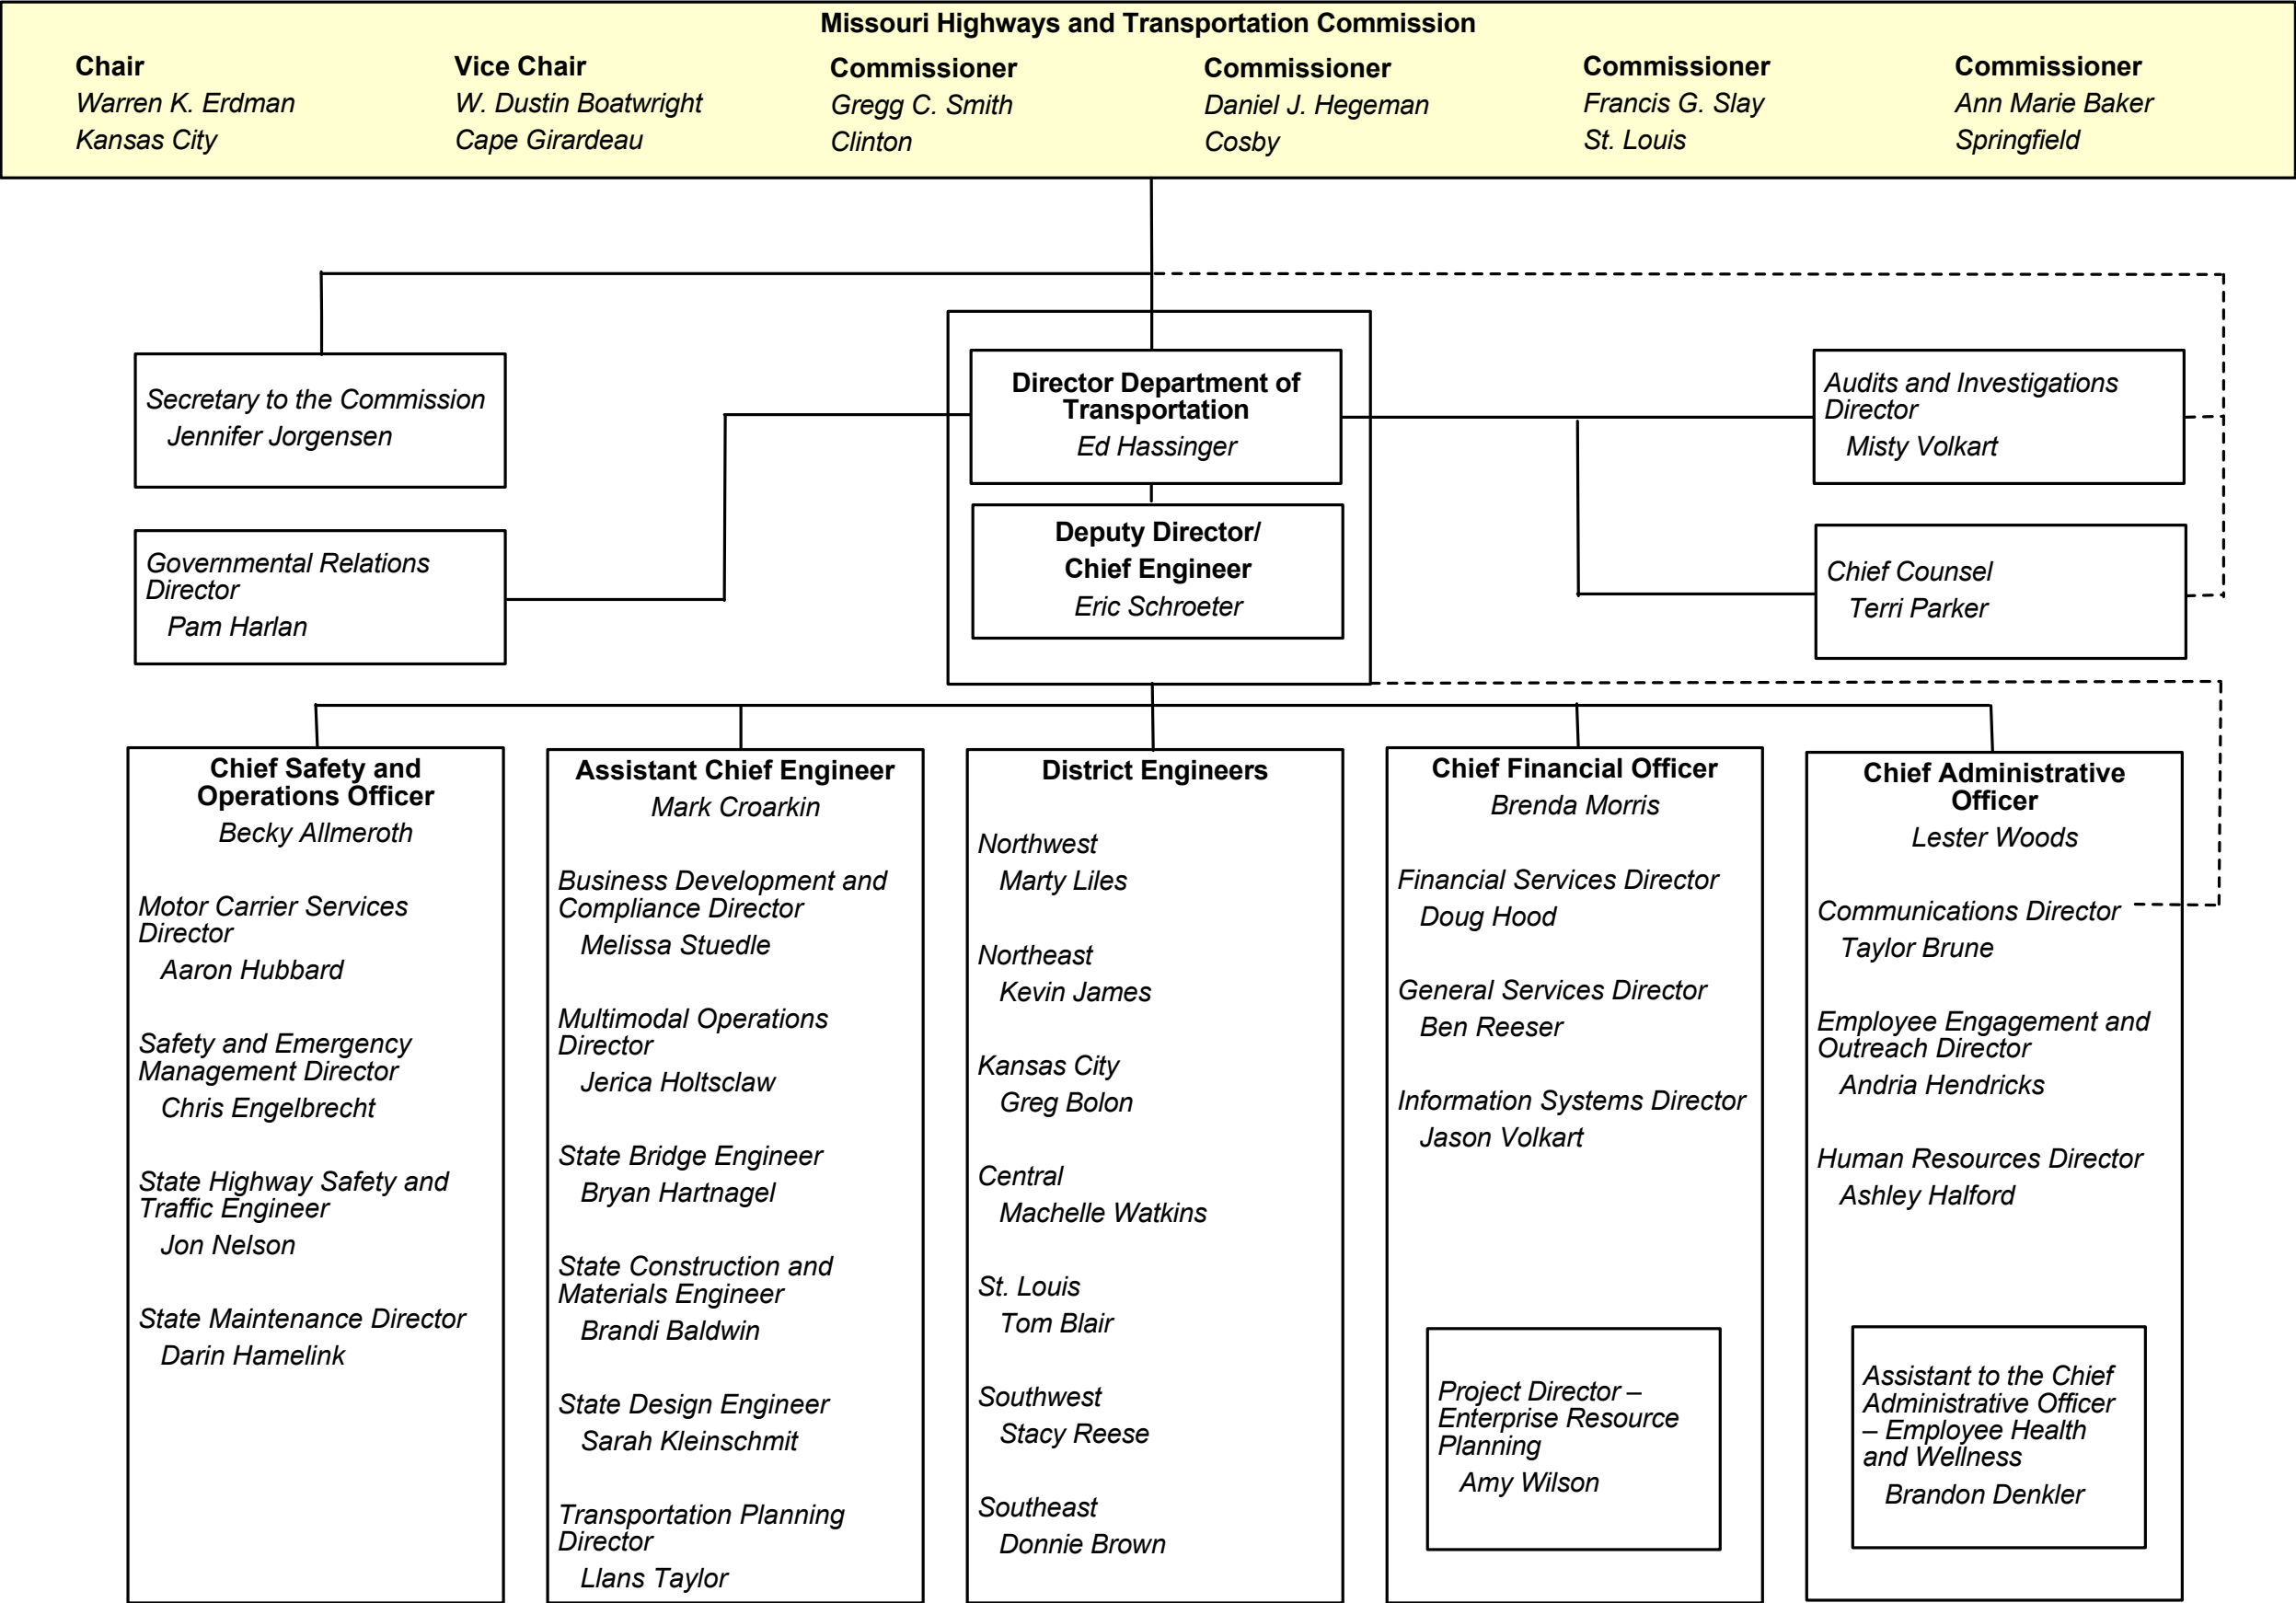 Missouri Highways and Transportation Commission
Chair
Warren K. Erdman
Kansas City
Vice Chair
W. Dustin Boatwright
Cape Girardeau
Commissioner
Gregg C. Smith
Clinton
Commissioner
Daniel J. Hegeman
Cosby
Commissioner
Francis G. Slay
St. Louis
Commissioner
Ann Marie Baker
Springfield
Secretary to the Commission
Jennifer Jorgensen
Governmental Relations
Director
Pam Harlan
Director Department of
Transportation
Ed Hassinger
Deputy Director/
Chief Engineer
Eric Schroeter
Audits and Investigations
Director
Misty Volkart
Chief Counsel
Terri Parker
Chief Safety and
Operations Officer
Becky Allmeroth
Motor Carrier Services
Director
Aaron Hubbard
Safety and Emergency
Management Director
Chris Engelbrecht
State Highway Safety and
Traffic Engineer
Jon Nelson
State Maintenance Director
Darin Hamelink
Assistant Chief Engineer
Mark Croarkin
Business Development and
Compliance Director
Melissa Stuedle
Multimodal Operations
Director
Jerica Holtsclaw
State Bridge Engineer
Bryan Hartnagel
State Construction and
Materials Engineer
Brandi Baldwin
State Design Engineer
Sarah Kleinschmit
Transportation Planning
Director
Llans Taylor
District Engineers
Northwest
Marty Liles
Northeast
Kevin James
Kansas City
Greg Bolon
Central
Machelle Watkins
St. Louis
Tom Blair
Southwest
Stacy Reese
Southeast
Donnie Brown
Chief Financial Officer
Brenda Morris
Financial Services Director
Doug Hood
General Services Director
Ben Reeser
Information Systems Director
Jason Volkart
Project Director –
Enterprise Resource
Planning
Amy Wilson
Chief Administrative
Officer
Lester Woods
Communications Director
Taylor Brune
Employee Engagement and
Outreach Director
Andria Hendricks
Human Resources Director
Ashley Halford
Assistant to the Chief
Administrative Officer
– Employee Health
and Wellness
Brandon Denkler